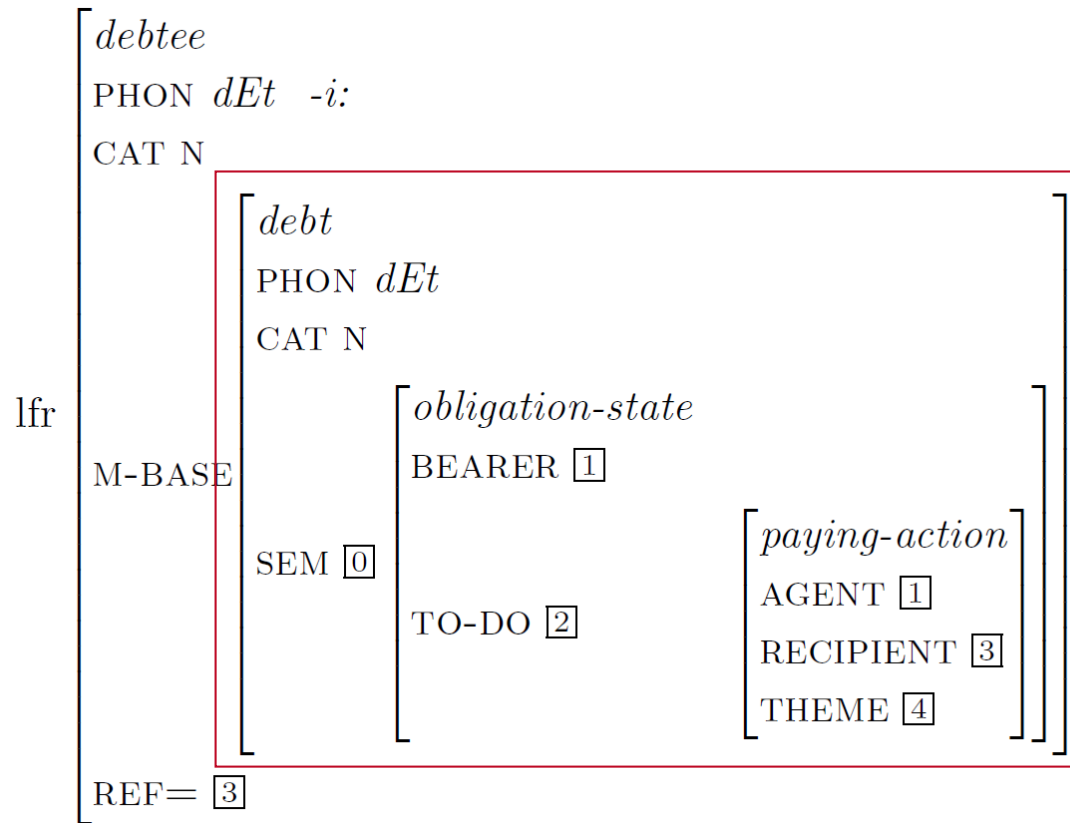 debtee
PHON dEt -i:
CAT N
debt
PHON dEt
CAT N
obligation-state
lfr
M-BASE
BEARER 1
SEM 0
paying-action
AGENT 1
TO-DO 2
RECIPIENT 3
THEME 4
REF= 3